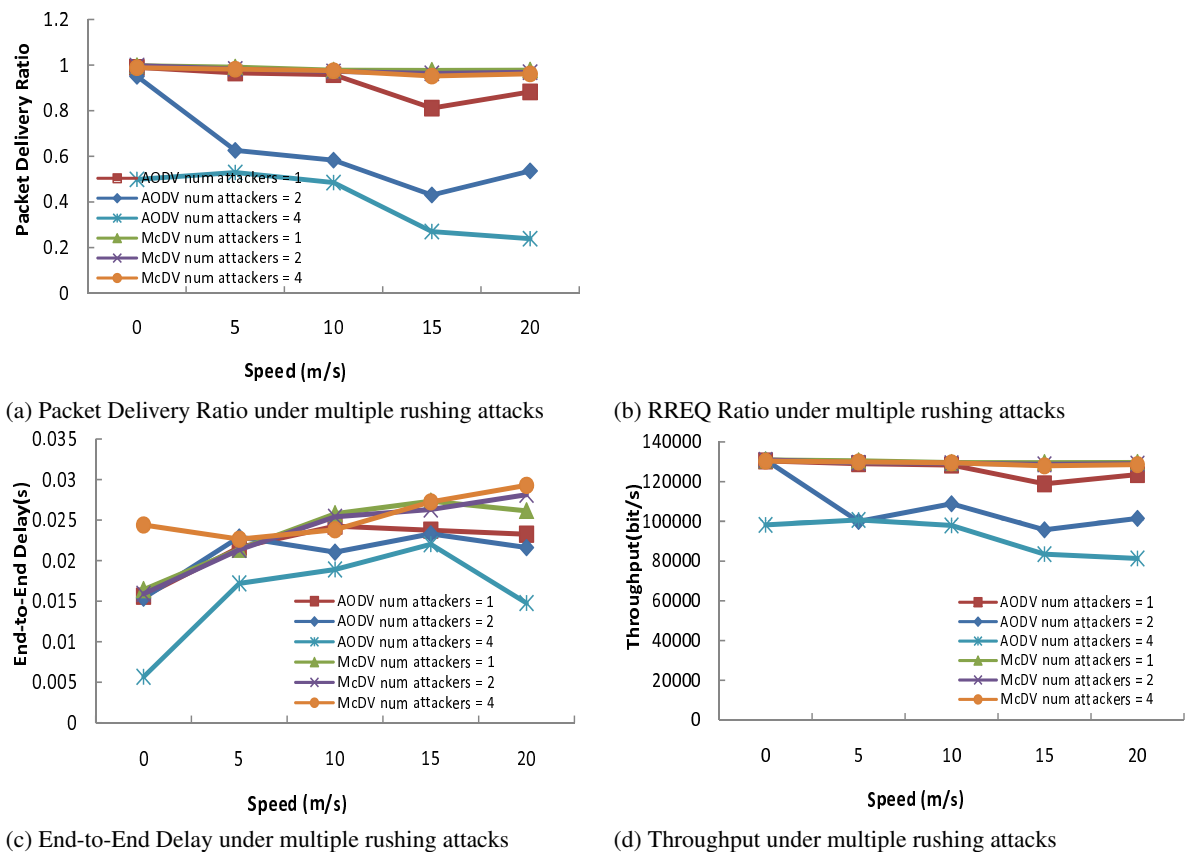 1.2
1
0.8
0.6
0.4
0.2
0
Packet Delivery Ratio
AODV num attackers = 1
AODV num attackers = 2
AODV num attackers = 4
McDV num attackers = 1
McDV num attackers = 2
McDV num attackers = 4
0 5 10 15 20
Speed (m/s)
(a) Packet Delivery Ratio under multiple rushing attacks
(b) RREQ Ratio under multiple rushing attacks
0.035
0.03
0.025
0.02
0.015
0.01
0.005
0
End-to-End Delay(s)
AODV num attackers = 1
AODV num attackers = 2
AODV num attackers = 4
McDV num attackers = 1
McDV num attackers = 2
McDV num attackers = 4
0 5 10 15 20
Speed (m/s)
(c) End-to-End Delay under multiple rushing attacks
140000
120000
100000
80000
60000
40000
20000
0
Throughput(bit/s)
AODV num attackers = 1
AODV num attackers = 2
AODV num attackers = 4
McDV num attackers = 1
McDV num attackers = 2
McDV num attackers = 4
0 5 10 15 20
Speed (m/s)
(d) Throughput under multiple rushing attacks